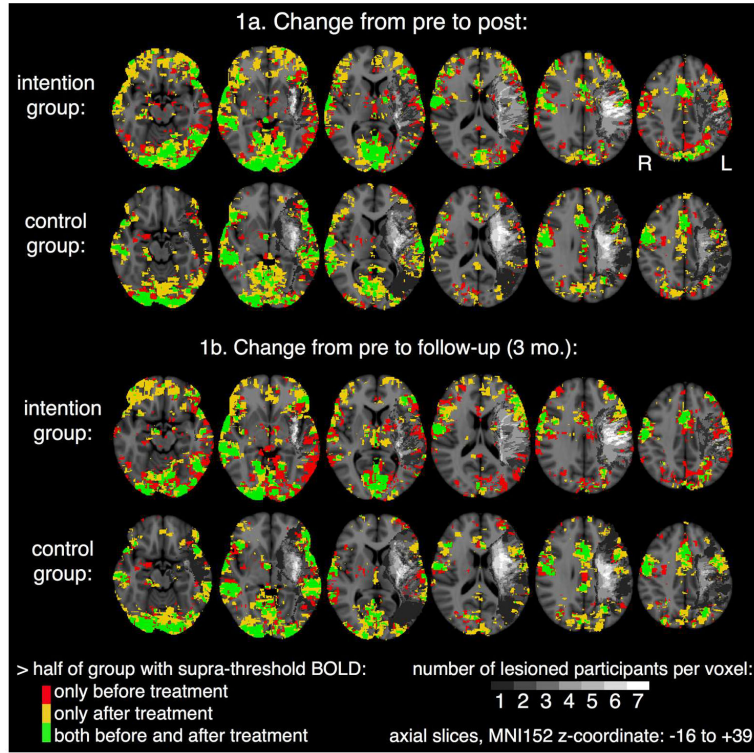 1a. Change from pre to post:
intention
group:
R
L
control
group:
1b. Change from pre to follow-up (3 mo.):
intention
group:
control
group:
> half of group with supra-threshold BOLD:
only before treatment
only after treatment
both before and after treatment
number of lesioned participants per voxel:
1 2 3 4 5 6 7
axial slices, MNI152 z-coordinate: -16 to +39